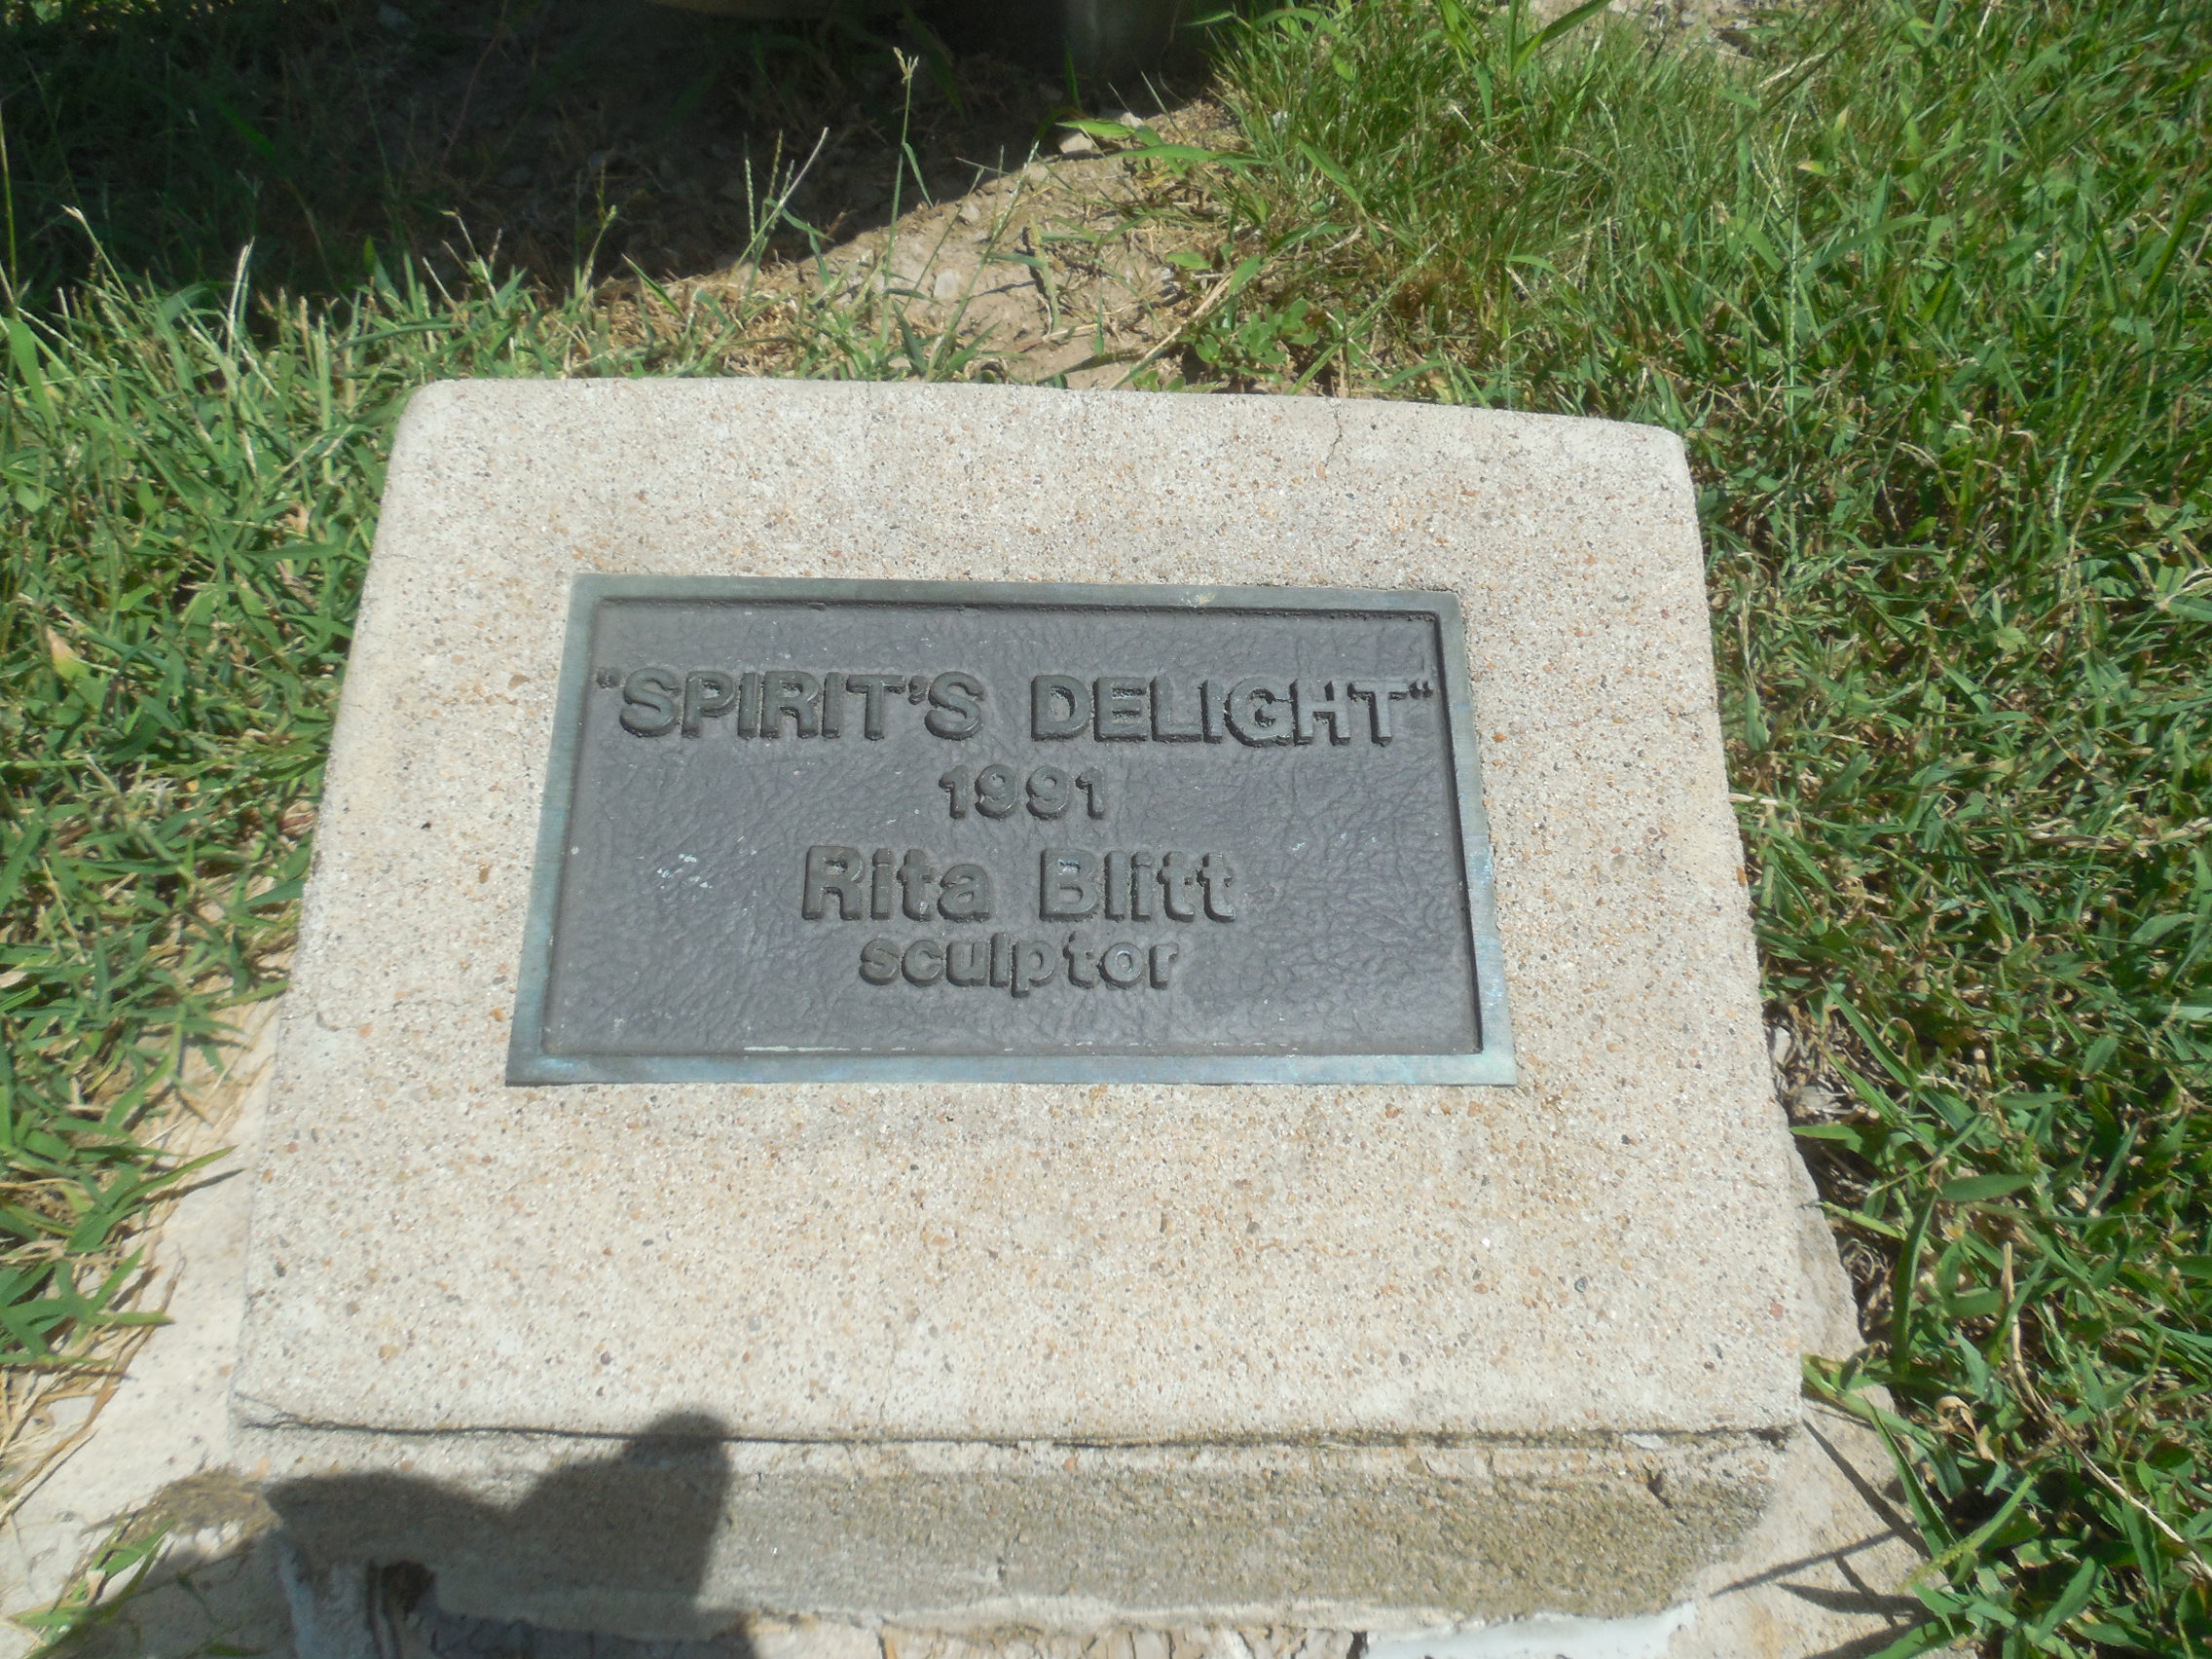 "SPIRIT'S DELIGHT"
1991
Rita Blitt
sculptor